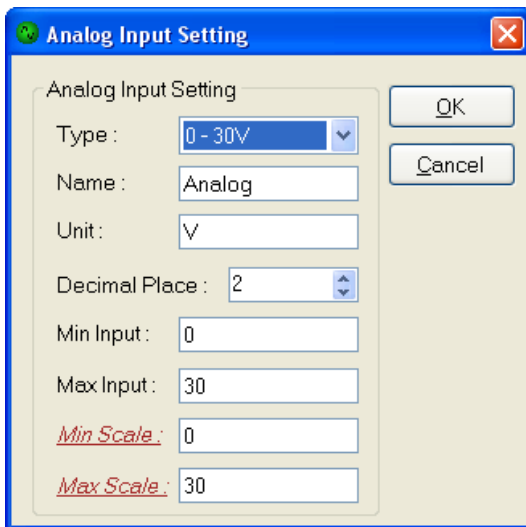 Analog Input Setting
Analog Input Setting
OK
Type : 0 - 30V
Cancel
Name : Analog
Unit : V
Decimal Place : 2
Min Input : 0
Max Input : 30
Min Scale : 0
Max Scale : 30